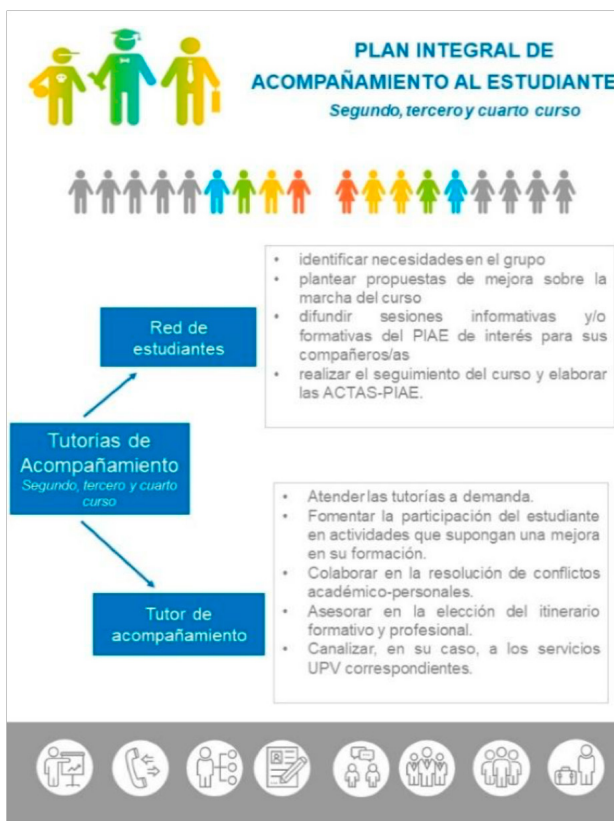 PLAN INTEGRAL DE
ACOMPAÑAMIENTO AL ESTUDIANTE
Segundo, tercero y cuarto curso
Red de
estudiantes
• identificar necesidades en el grupo
• plantear propuestas de mejora sobre la
marcha del curso
• difundir sesiones informativas y/o
formativas del PIAE de interés para sus
compañeros/as
• realizar el seguimiento del curso y elaborar
las ACTAS-PIAE.
Tutorías de
Acompañamiento
Segundo, tercero y cuarto
curso
Tutor de
acompañamiento
• Atender las tutorías a demanda.
• Fomentar la participación del estudiante
en actividades que supongan una mejora
en su formación.
• Colaborar en la resolución de conflictos
académico-personales.
• Asesorar en la elección del itinerario
formativo y profesional.
• Canalizar, en su caso, a los servicios
UPV correspondientes.